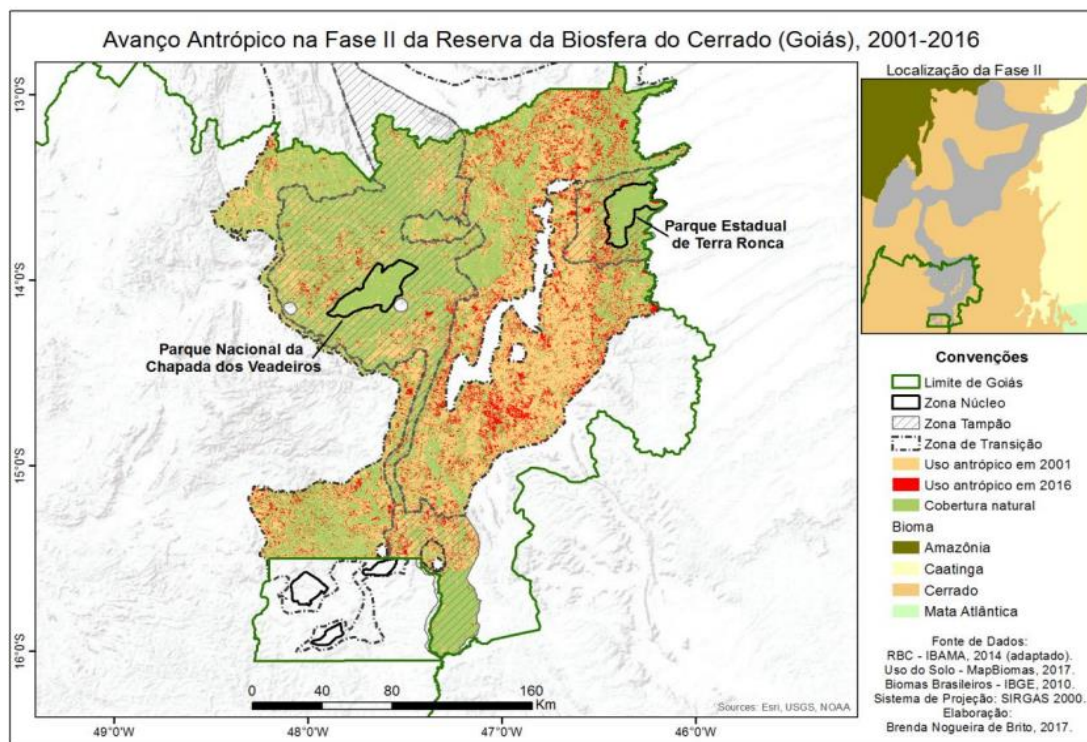 Avanço Antrópico na Fase II da Reserva da Biosfera do Cerrado (Goiás), 2001-2016
Localização da Fase II
13°0'S
14°0'S
15°0'S
16°0'S
Parque Estadual
de Terra Ronca
Parque Nacional da
Chapada dos Veadeiros
0 40 80 160
Km
Sources: Esri, USGS, NOAA
49°0'W 48°0'W 47°0'W 46°0'W
Convenções
Limite de Goiás
Zona Núcleo
Zona Tampão
Zona de Transição
Uso antrópico em 2001
Uso antrópico em 2016
Cobertura natural
Bioma
Amazônia
Caatinga
Cerrado
Mata Atlântica
Fonte de Dados:
RBC - IBAMA, 2014 (adaptado).
Uso do Solo - MapBiomas, 2017.
Biomas Brasileiros - IBGE, 2010.
Sistema de Projeção: SIRGAS 2000.
Elaboração:
Brenda Nogueira de Brito, 2017.